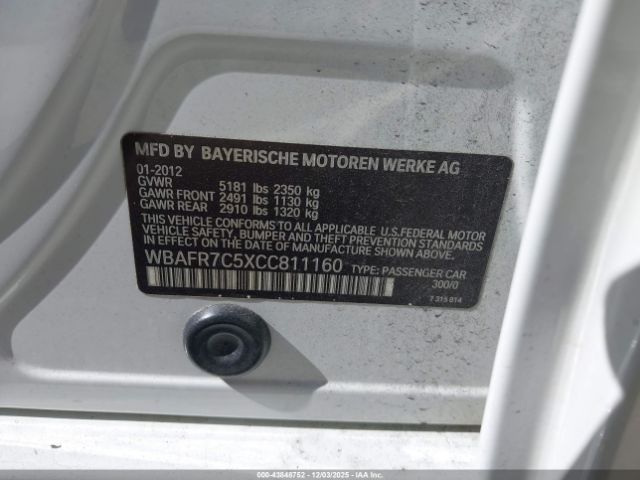 MFD BY BAYERISCHE MOTOREN WERKE AG
01-2012
GVWR 5181 lbs 2350 kg
GAWR FRONT 2491 lbs 1130 kg
GAWR REAR 2910 lbs 1320 kg
THIS VEHICLE CONFORMS TO ALL APPLICABLE U.S.FEDERAL MOTOR
VEHICLE SAFETY, BUMPER AND THEFT PREVENTION STANDARDS
IN EFFECT ON THE DATE OF MANUFACTURE SHOWN ABOVE.
WBAFR7C5XCC811160 TYPE: PASSENGER CAR
300/0
7 315 014
000-43848752 | 12/03/2025 | IAA Inc.